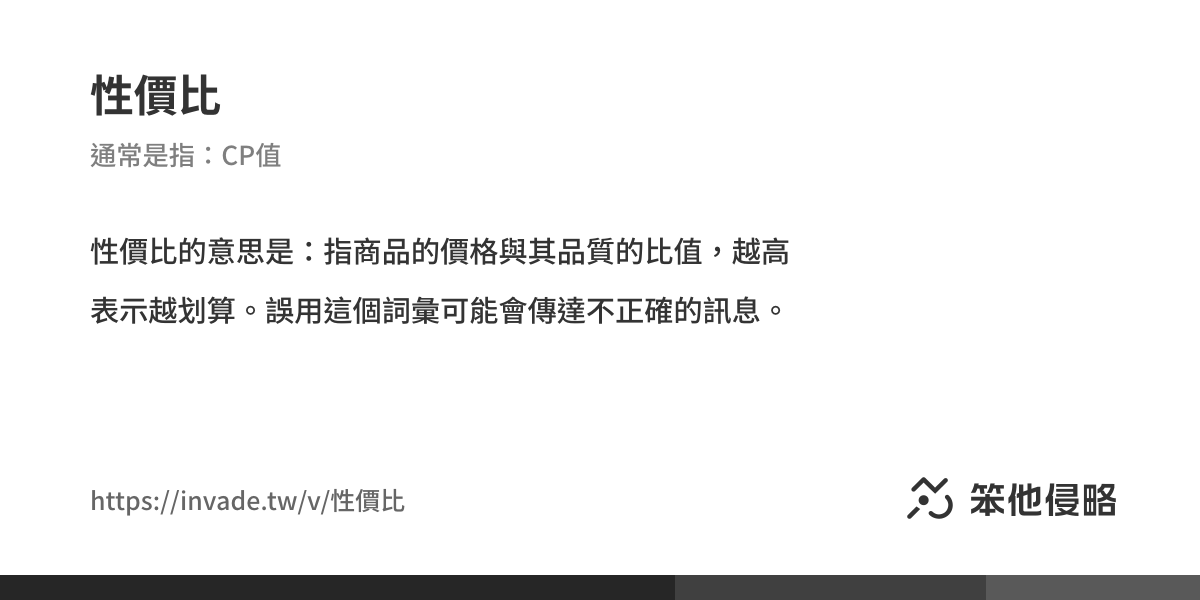 性價比
通常是指：CP值
性價比的意思是：指商品的價格與其品質的比值，越高
表示越划算。誤用這個詞彙可能會傳達不正確的訊息。
https://invade.tw/v/性價比
笨他侵略